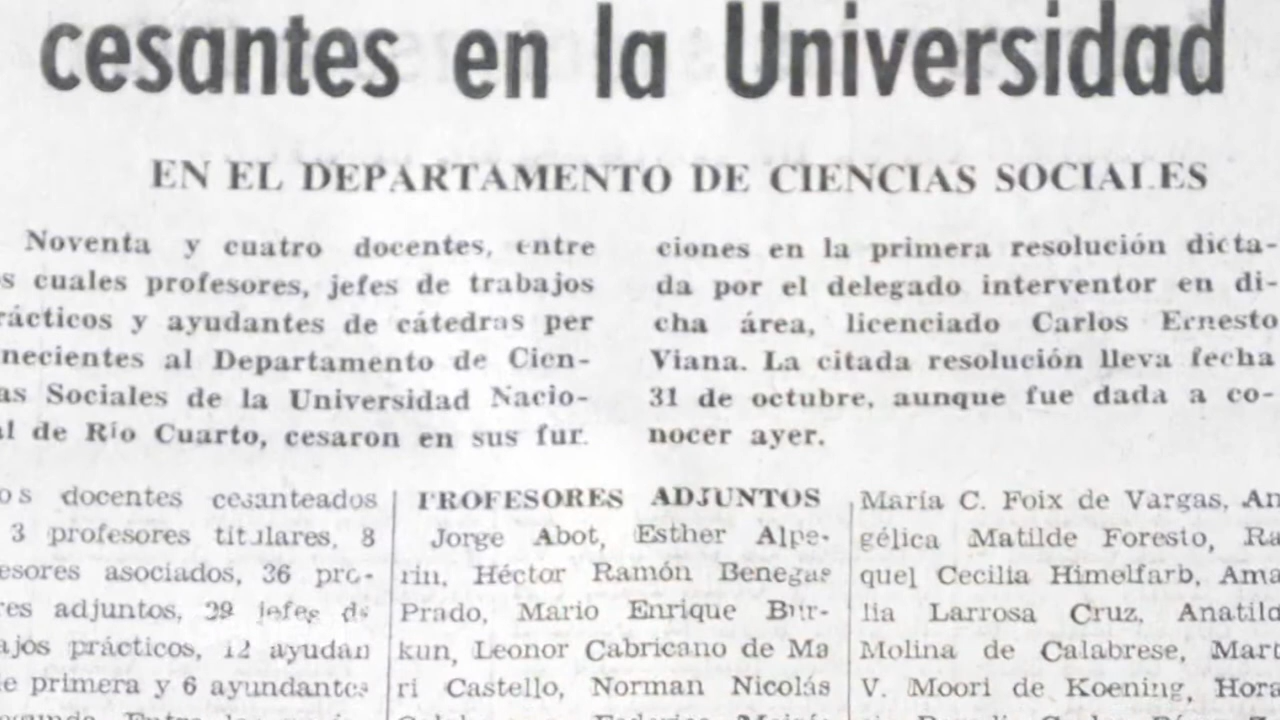 cesantes en la Universidad
EN EL DEPARTAMENTO DE CIENCIAS SOCIALES
Noventa y cuatro docentes, entre
s cuales profesores, jefes de trabajos
rácticos y ayudantes de cátedras per
necientes al Departamento de Cien-
as Sociales de la Universidad Nacio-
al de Río Cuarto, cesaron en sus fur.
ciones en la primera resolución dicta-
da por el delegado interventor en di-
cha área, licenciado Carlos Ernesto
Viana. La citada resolución lleva fecha
31 de octubre, aunque fue dada a co-
nocer ayer.
os docentes cesanteados
3 profesores titulares, 8
esores asociados, 36 pro-
res adjuntos, 29 jefes de
ajos prácticos, 12 ayudan
e primera y 6 ayundantes
PROFESORES ADJUNTOS
Jorge Abot, Esther Alpe-
rin, Héctor Ramón Benegas
Prado, Mario Enrique Bur-
kun, Leonor Cabricano de Ma
ri Castello, Norman Nicolás
María C. Foix de Vargas, An
gélica Matilde Foresto, Ra
quel Cecilia Himelfarb, Ama
lia Larrosa Cruz, Anatild
Molina de Calabrese, Mart
V. Moori de Koening, Hora